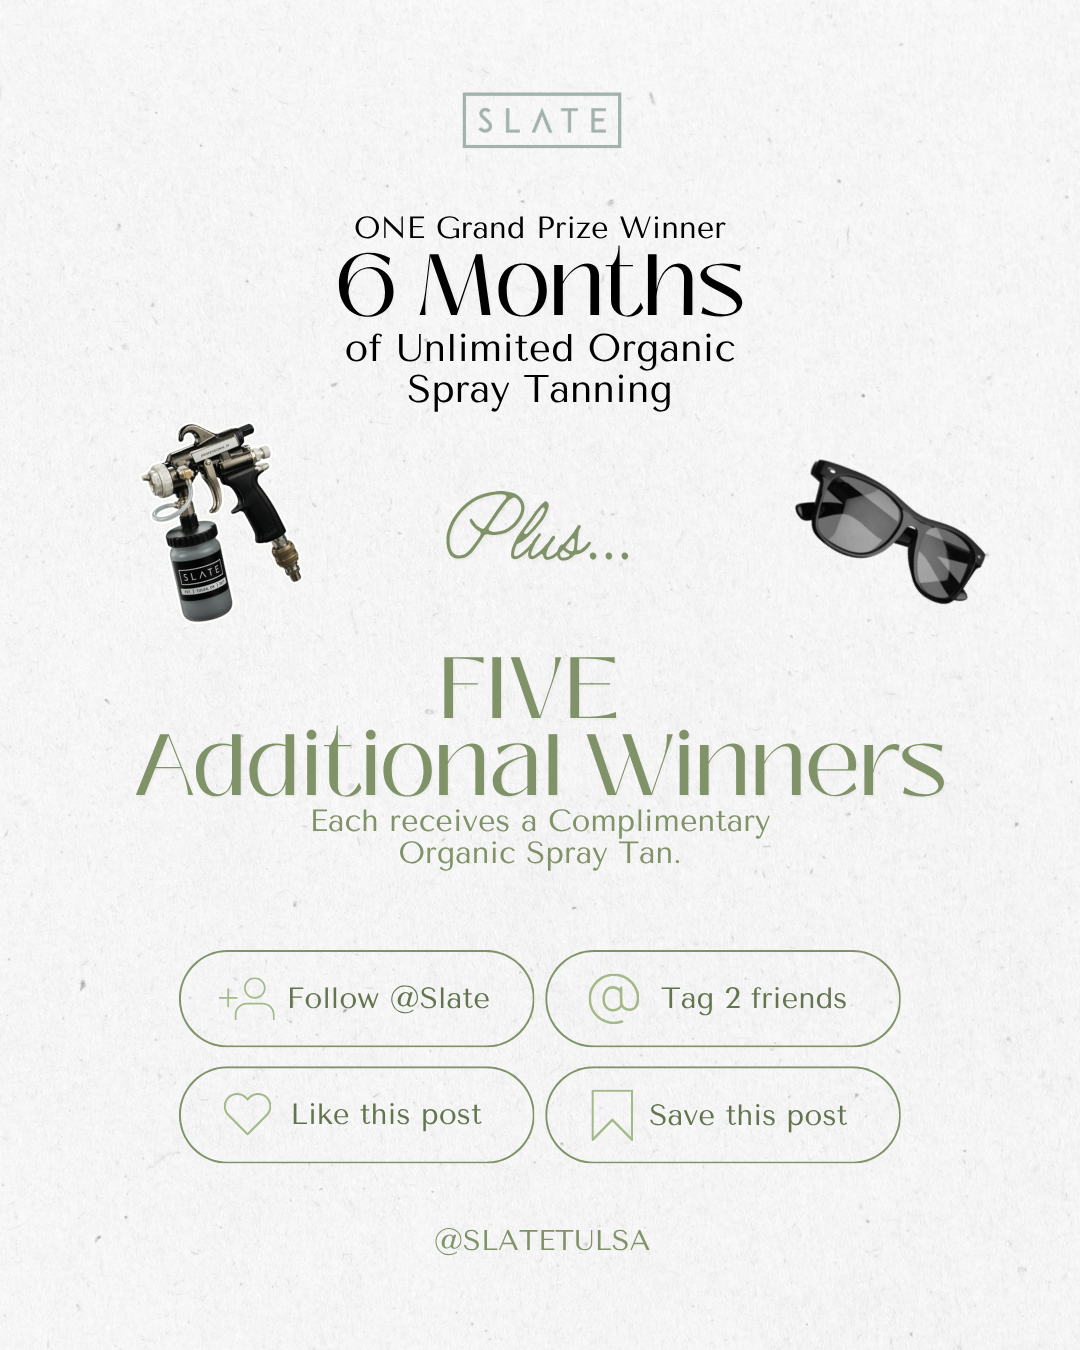 SLATE
ONE Grand Prize Winner
6 Months
of Unlimited Organic
Spray Tanning
SLATE
Plus...
FIVE
Additional Winners
Each receives a Complimentary
Organic Spray Tan.
Follow @Slate
@ Tag 2 friends
Like this post
Save this post
@SLATETULSA